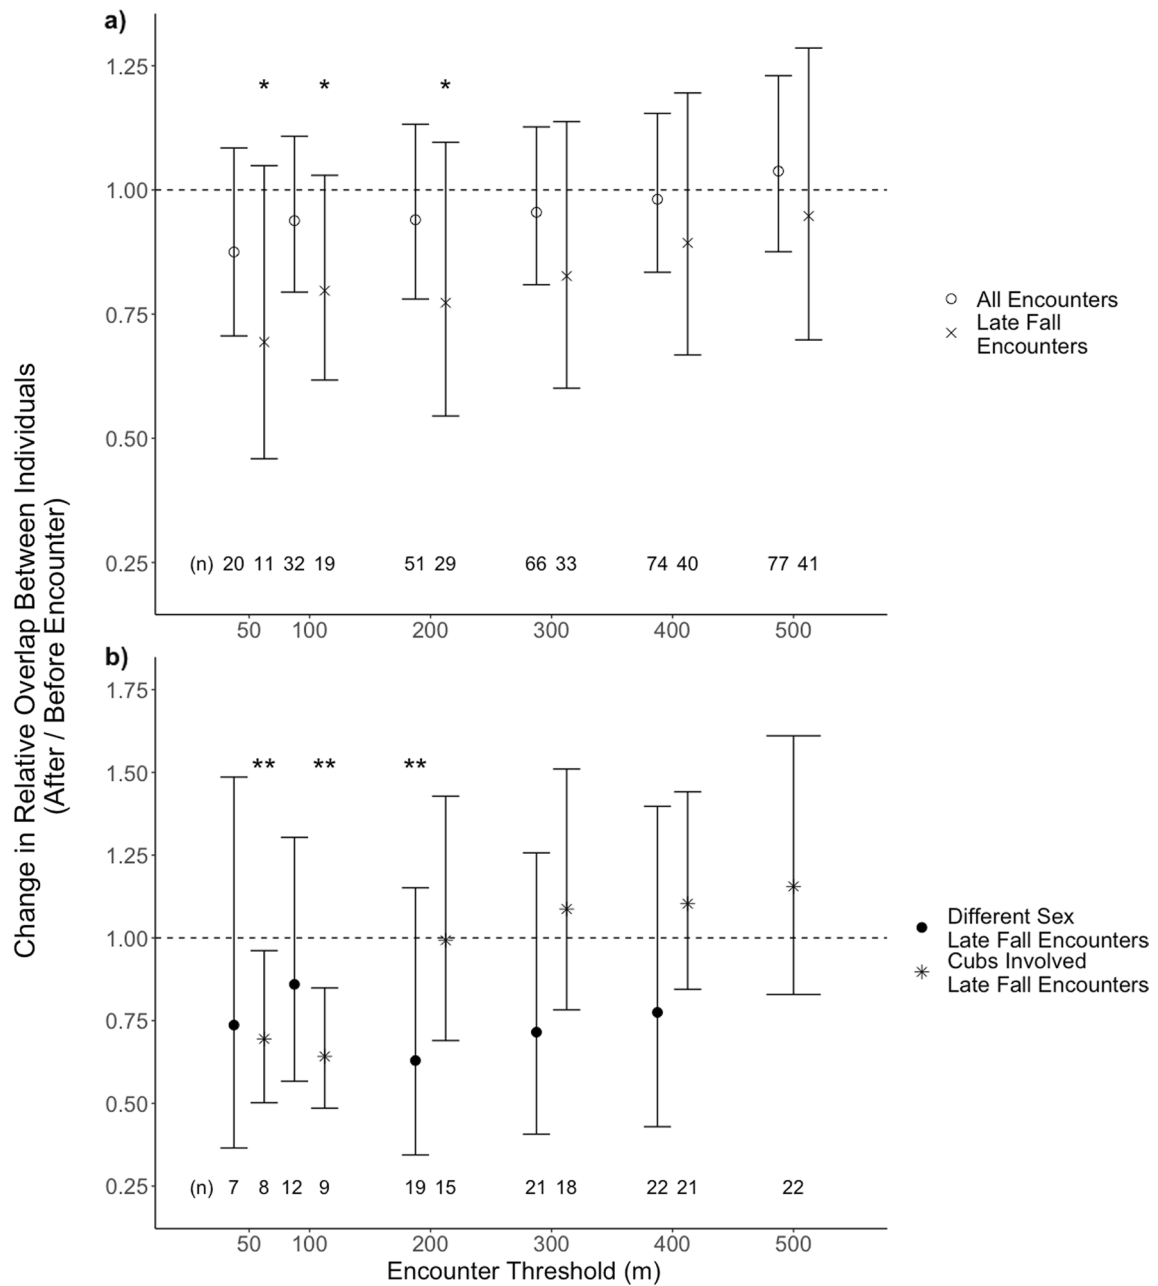 a)
1.25
* * *
1.00
0.75
0.50
0.25
(n) 20 11 32 19 51 29 66 33 74 40 77 41
50 100 200 300 400 500
All Encounters
Late Fall
Encounters
Change in Relative Overlap Between Individuals
(After / Before Encounter)
b)
1.75
1.50
** ** **
1.25
1.00
0.75
0.50
0.25
(n) 7 8 12 9 19 15 21 18 22 21 22
50 100 200 300 400 500
Encounter Threshold (m)
Different Sex
Late Fall Encounters
Cubs Involved
Late Fall Encounters